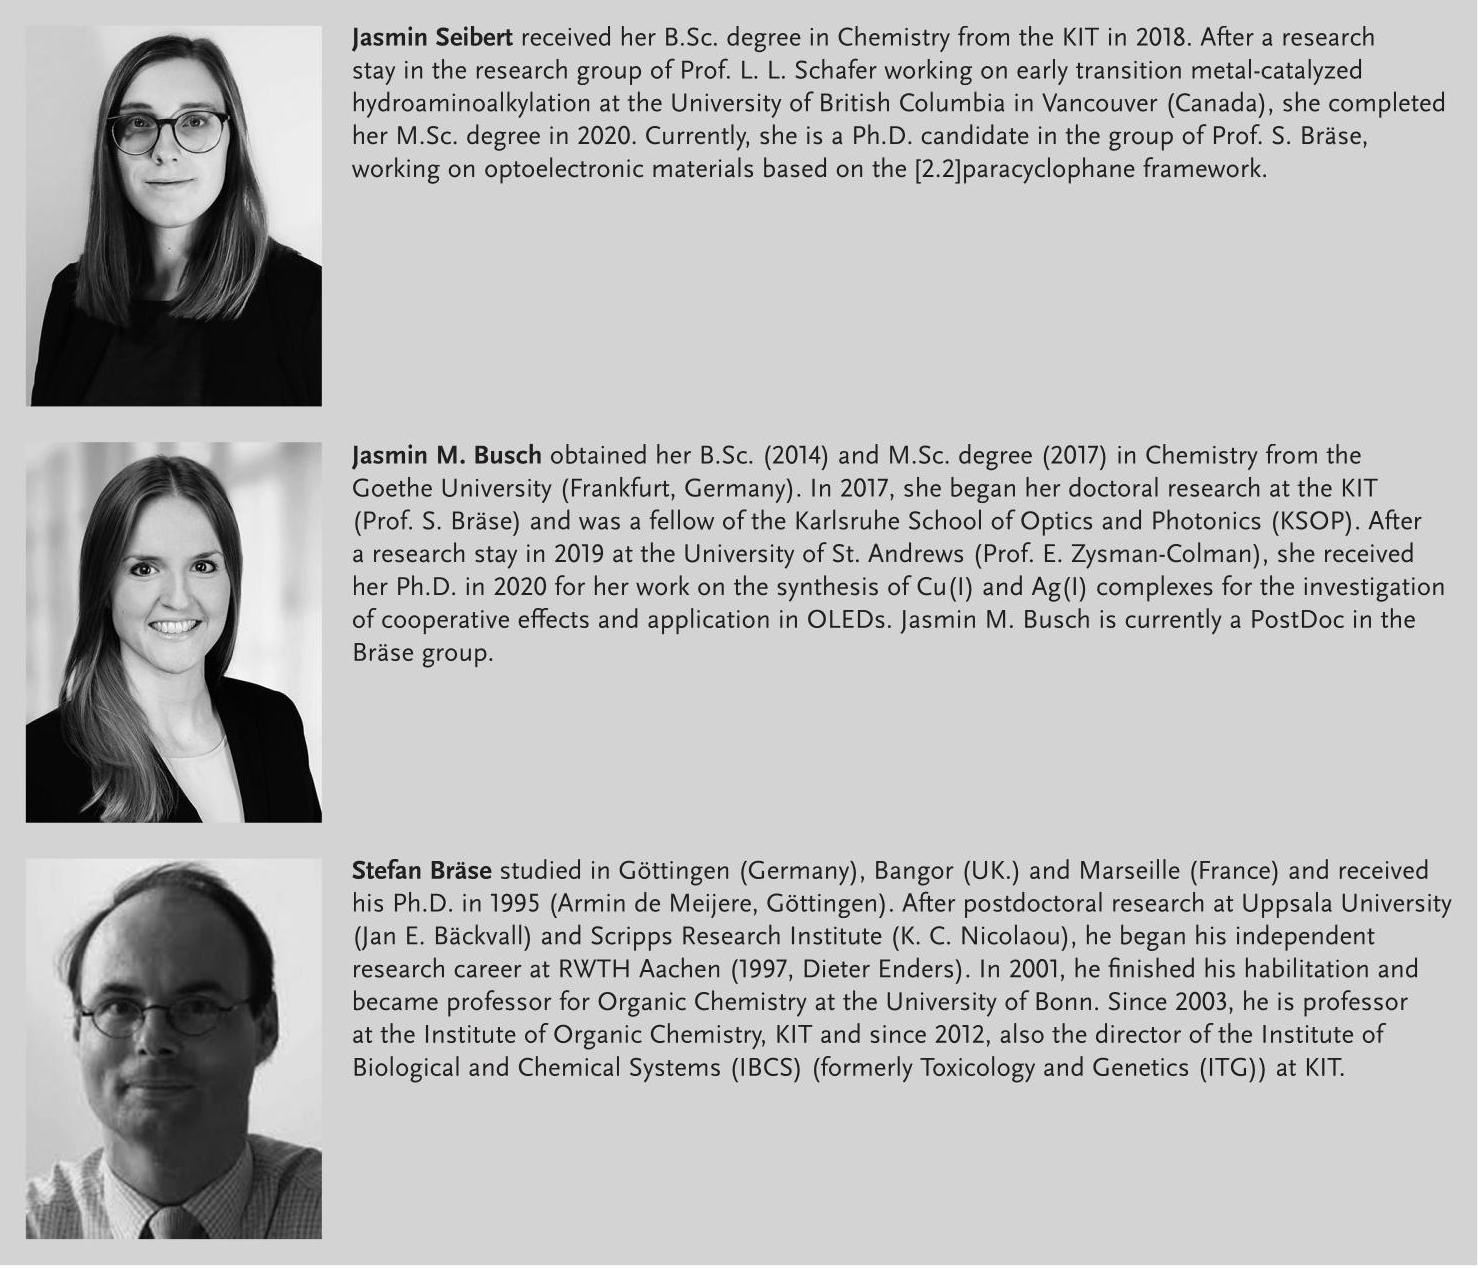 Jasmin Seibert received her B.Sc. degree in Chemistry from the KIT in 2018. After a research
stay in the research group of Prof. L. L. Schafer working on early transition metal-catalyzed
hydroaminoalkylation at the University of British Columbia in Vancouver (Canada), she completed
her M.Sc. degree in 2020. Currently, she is a Ph.D. candidate in the group of Prof. S. Bräse,
working on optoelectronic materials based on the [2.2]paracyclophane framework.
Jasmin M. Busch obtained her B.Sc. (2014) and M.Sc. degree (2017) in Chemistry from the
Goethe University (Frankfurt, Germany). In 2017, she began her doctoral research at the KIT
(Prof. S. Bräse) and was a fellow of the Karlsruhe School of Optics and Photonics (KSOP). After
a research stay in 2019 at the University of St. Andrews (Prof. E. Zysman-Colman), she received
her Ph.D. in 2020 for her work on the synthesis of Cu(I) and Ag(I) complexes for the investigation
of cooperative effects and application in OLEDs. Jasmin M. Busch is currently a PostDoc in the
Bräse group.
Stefan Bräse studied in Göttingen (Germany), Bangor (UK.) and Marseille (France) and received
his Ph.D. in 1995 (Armin de Meijere, Göttingen). After postdoctoral research at Uppsala University
(Jan E. Bäckvall) and Scripps Research Institute (K. C. Nicolaou), he began his independent
research career at RWTH Aachen (1997, Dieter Enders). In 2001, he finished his habilitation and
became professor for Organic Chemistry at the University of Bonn. Since 2003, he is professor
at the Institute of Organic Chemistry, KIT and since 2012, also the director of the Institute of
Biological and Chemical Systems (IBCS) (formerly Toxicology and Genetics (ITG)) at KIT.